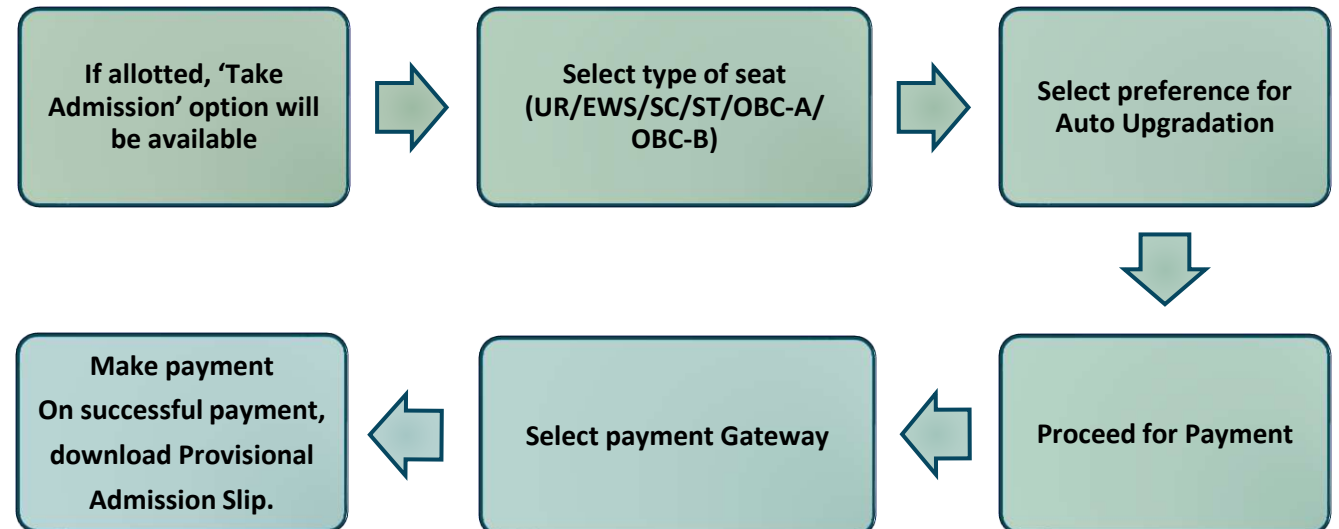 If allotted, ‘Take
Admission’ option will
be available
Select type of seat
(UR/EWS/SC/ST/OBC-A/
OBC-B)
Select preference for
Auto Upgradation
Proceed for Payment
Select payment Gateway
Make payment
On successful payment,
download Provisional
Admission Slip.